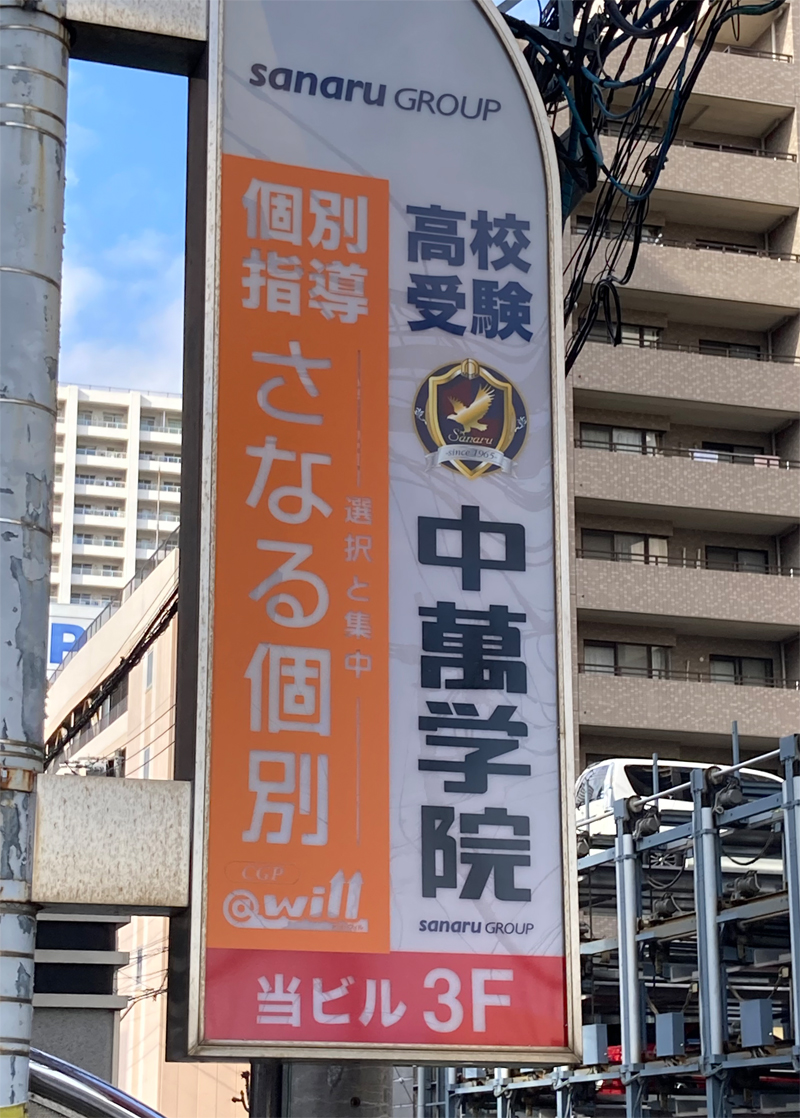 sanaru GROUP
個別
指導
さなる個別
選択と集中
CGP
@will
高校
受験
Sanaru
since 1965
中萬学院
sanaru GROUP
当ビル 3F
P